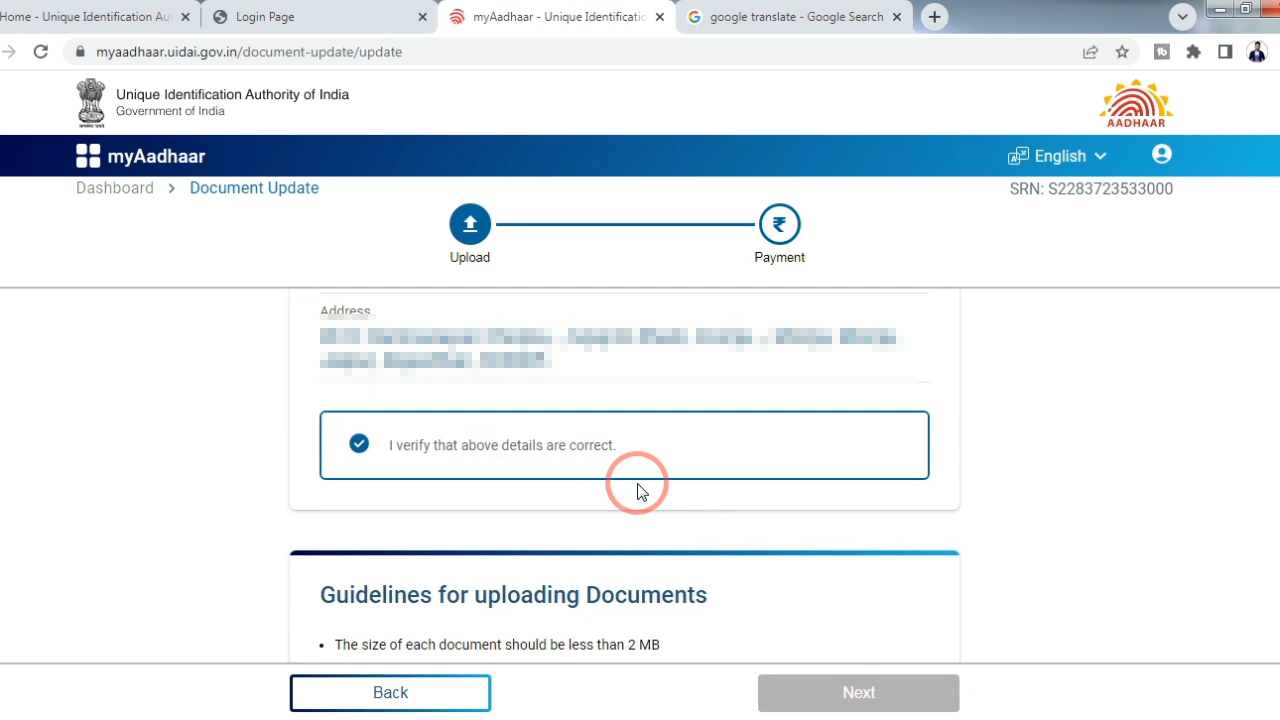 Home - Unique Identification Aut
Login Page
myAadhaar - Unique Identificatio
google translate - Google Search
myaadhaar.uidai.gov.in/document-update/update
Unique Identification Authority of India
Government of India
AADHAAR
myAadhaar
English
Dashboard > Document Update
SRN: S2283723533000
Upload
Payment
Address
I verify that above details are correct.
Guidelines for uploading Documents
• The size of each document should be less than 2 MB
Back
Next